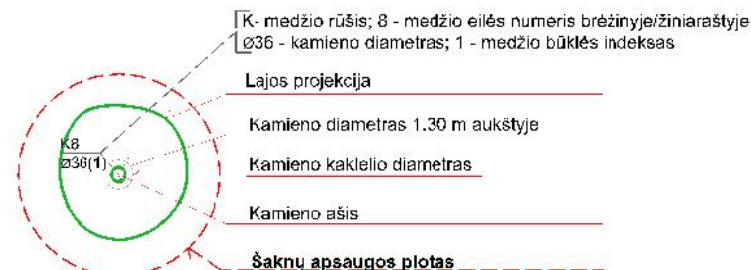 K- medžio rūšis; 8 - medžio eilės numeris brėžinyje/žiniaraštyje
ø36 - kamieno diametras; 1 - medžio būklės indeksas
Lajos projekcija
Kamieno diametras 1.30 m aukštyje
K8
ø36(1)
Kamieno kaklelio diametras
Kamieno ašis
Šaknų apsaugos plotas